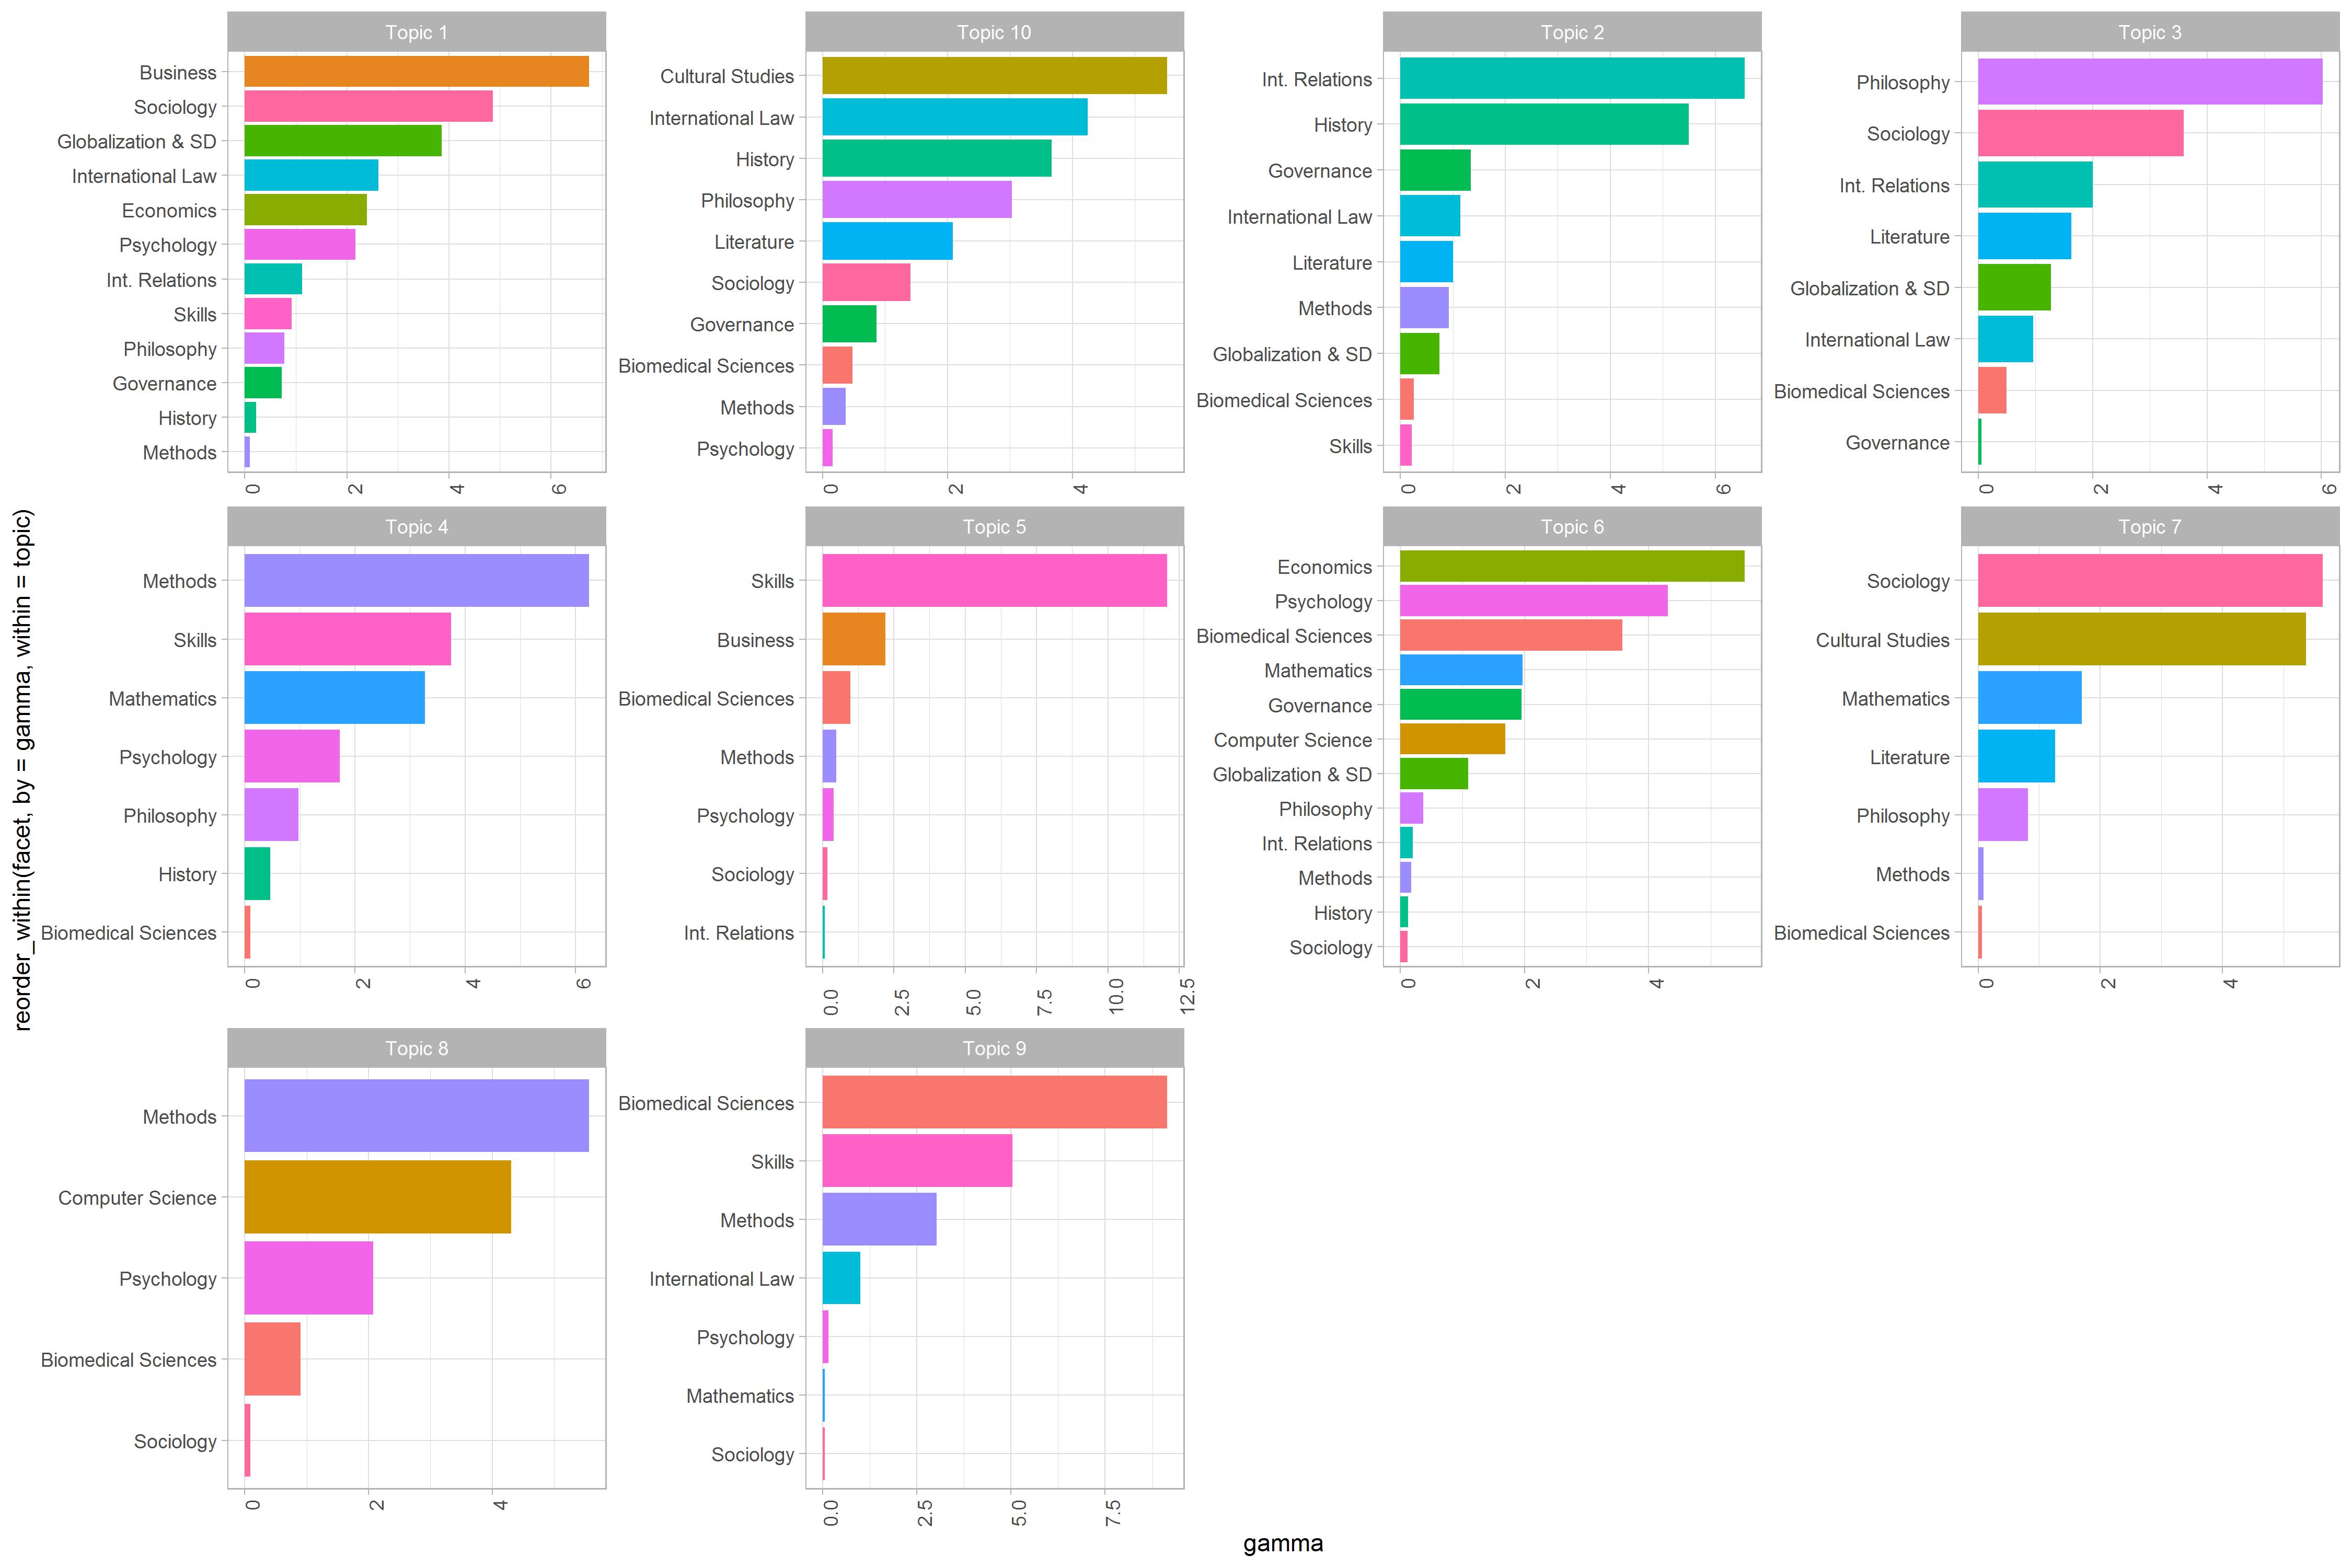 Topic 1
Business
Sociology
Globalization & SD
International Law
Economics
Psychology
Int. Relations
Skills
Philosophy
Governance
History
Methods
0 2 4 6
Topic 10
Cultural Studies
International Law
History
Philosophy
Literature
Sociology
Governance
Biomedical Sciences
Methods
Psychology
0 2 4
Topic 2
Int. Relations
History
Governance
International Law
Literature
Methods
Globalization & SD
Biomedical Sciences
Skills
0 2 4 6
Topic 3
Philosophy
Sociology
Int. Relations
Literature
Globalization & SD
International Law
Biomedical Sciences
Governance
0 2 4 6
reorder_within(facet, by = gamma, within = topic)
Topic 4
Methods
Skills
Mathematics
Psychology
Philosophy
History
Biomedical Sciences
0 2 4 6
Topic 5
Skills
Business
Biomedical Sciences
Methods
Psychology
Sociology
Int. Relations
0.0 2.5 5.0 7.5 10.0 12.5
Topic 6
Economics
Psychology
Biomedical Sciences
Mathematics
Governance
Computer Science
Globalization & SD
Philosophy
Int. Relations
Methods
History
Sociology
0 2 4
Topic 7
Sociology
Cultural Studies
Mathematics
Literature
Philosophy
Methods
Biomedical Sciences
0 2 4
Topic 8
Methods
Computer Science
Psychology
Biomedical Sciences
Sociology
0 2 4
Topic 9
Biomedical Sciences
Skills
Methods
International Law
Psychology
Mathematics
Sociology
0.0 2.5 5.0 7.5
gamma